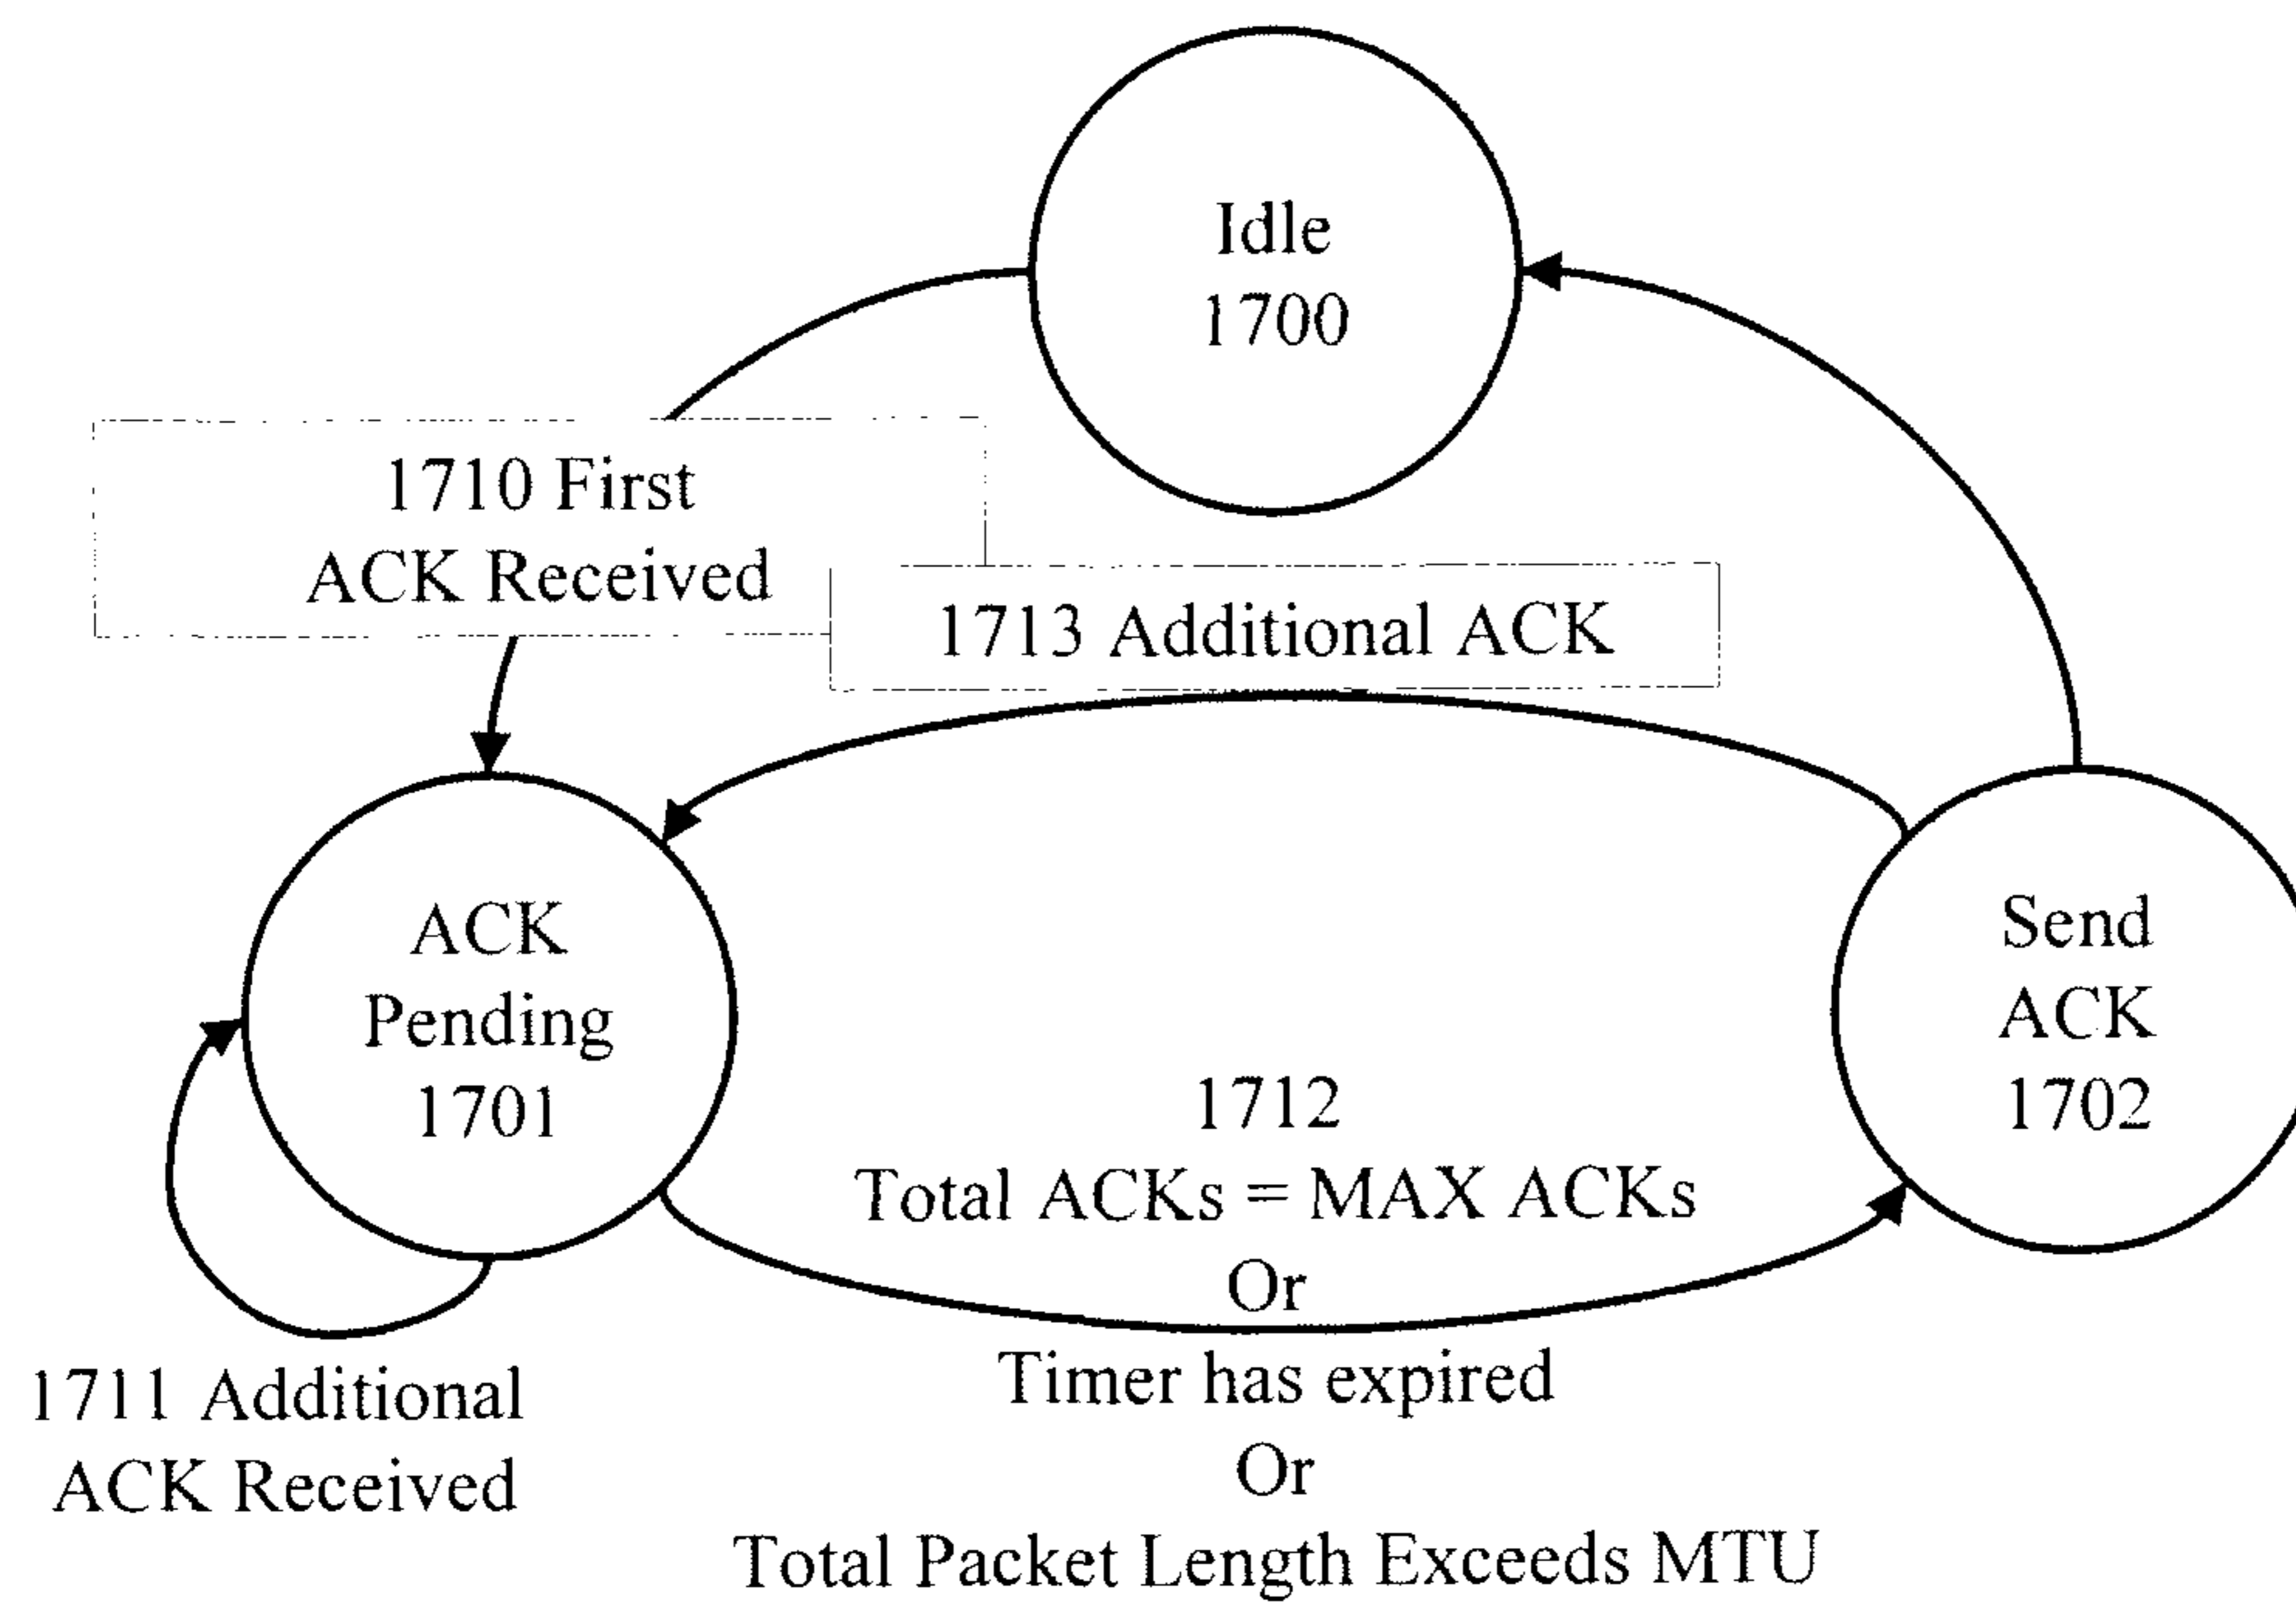 Idle
1700
1710 First
ACK Received
1713 Additional ACK
ACK
Pending
1701
Send
ACK
1702
1712
Total ACKs = MAX ACKs
Or
Timer has expired
Or
Total Packet Length Exceeds MTU
1711 Additional
ACK Received